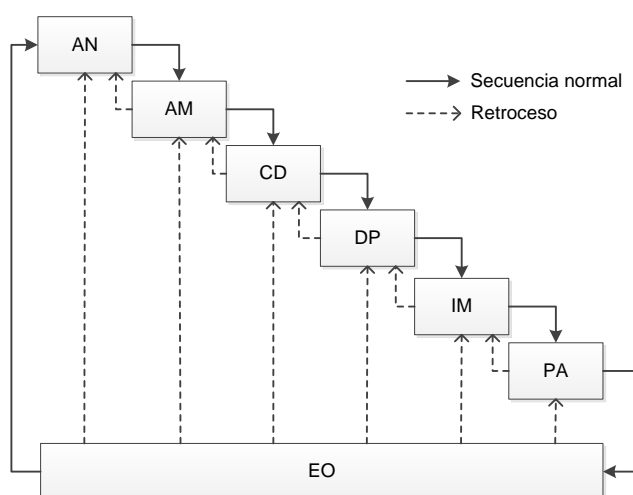 AN
AM
CD
DP
IM
PA
EO
Secuencia normal
Retroceso